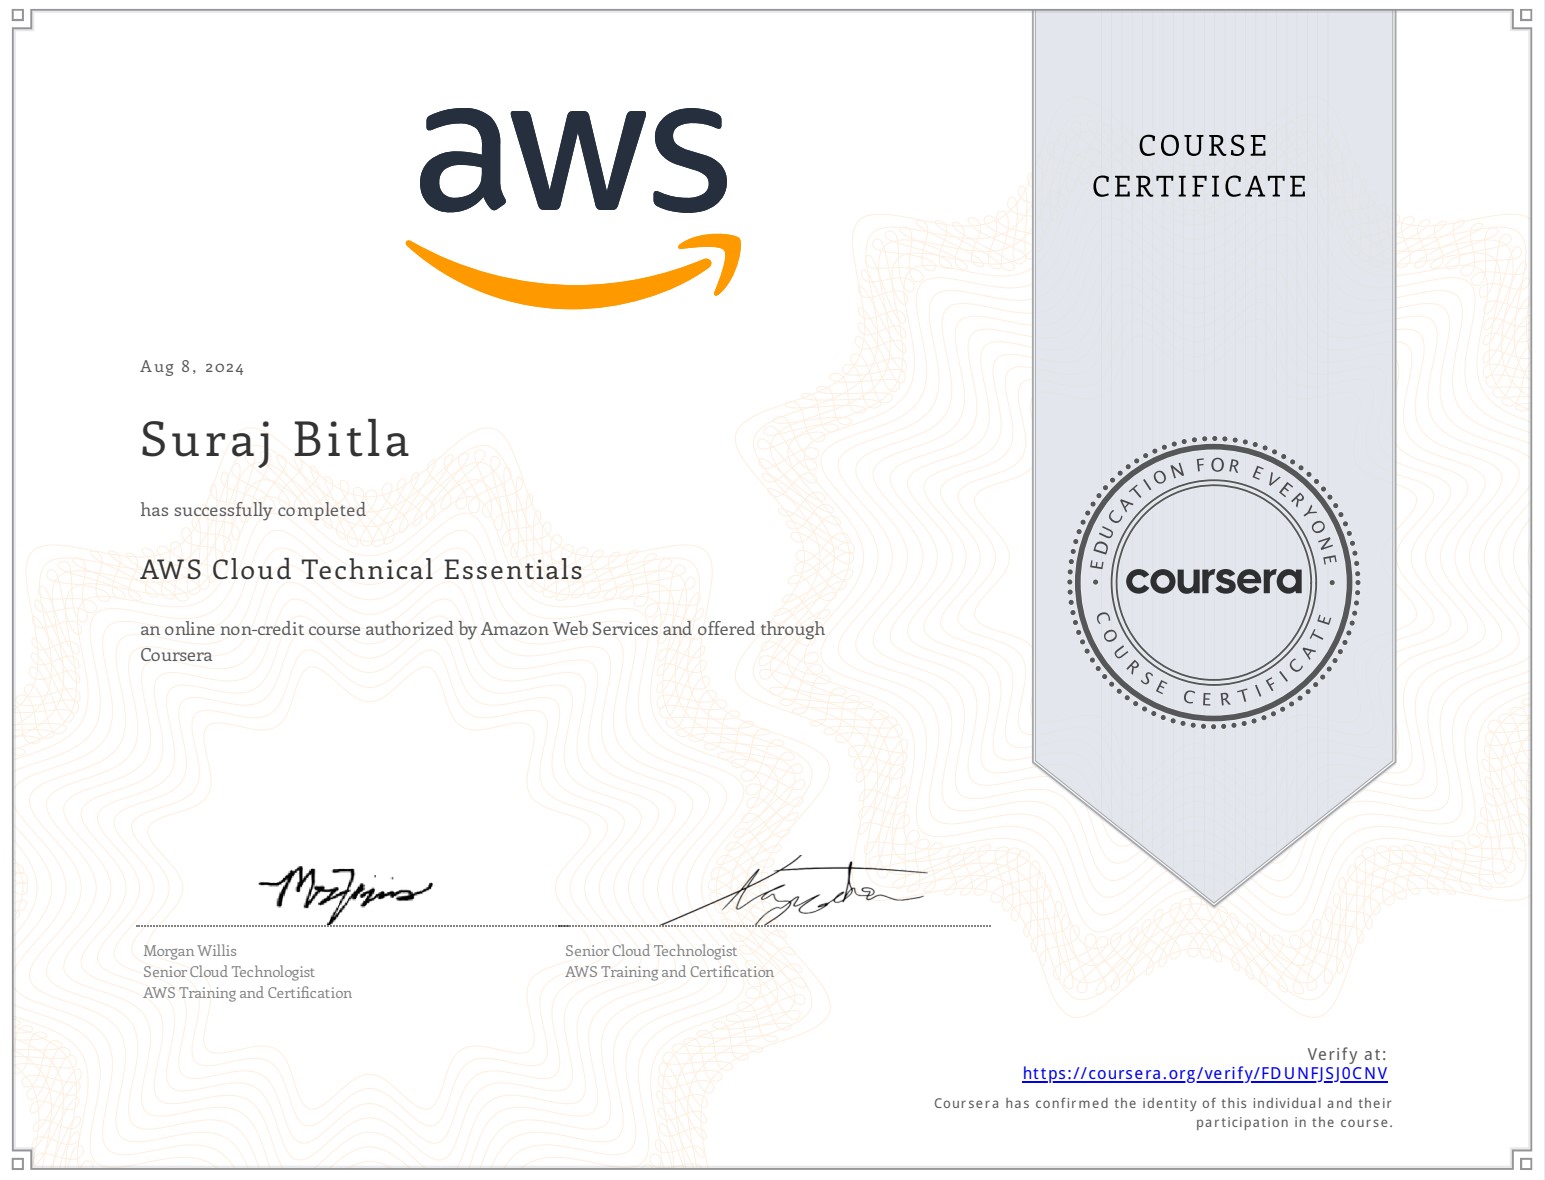 aws
COURSE
CERTIFICATE
Aug 8, 2024
Suraj Bitla
has successfully completed
AWS Cloud Technical Essentials
an online non-credit course authorized by Amazon Web Services and offered through
Coursera
EDUCATION FOR EVERYONE
coursera
COURSE CERTIFICATE
Morgan Willis
Senior Cloud Technologist
AWS Training and Certification
Senior Cloud Technologist
AWS Training and Certification
Verify at:
https://coursera.org/verify/FDUNFJSJ0CNV
Coursera has confirmed the identity of this individual and their
participation in the course.